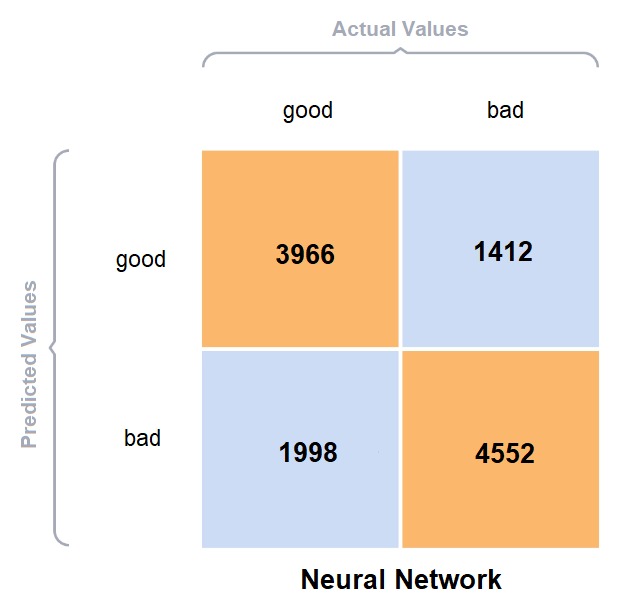 Actual Values
good bad
Predicted Values
good 3966 1412
bad 1998 4552
Neural Network